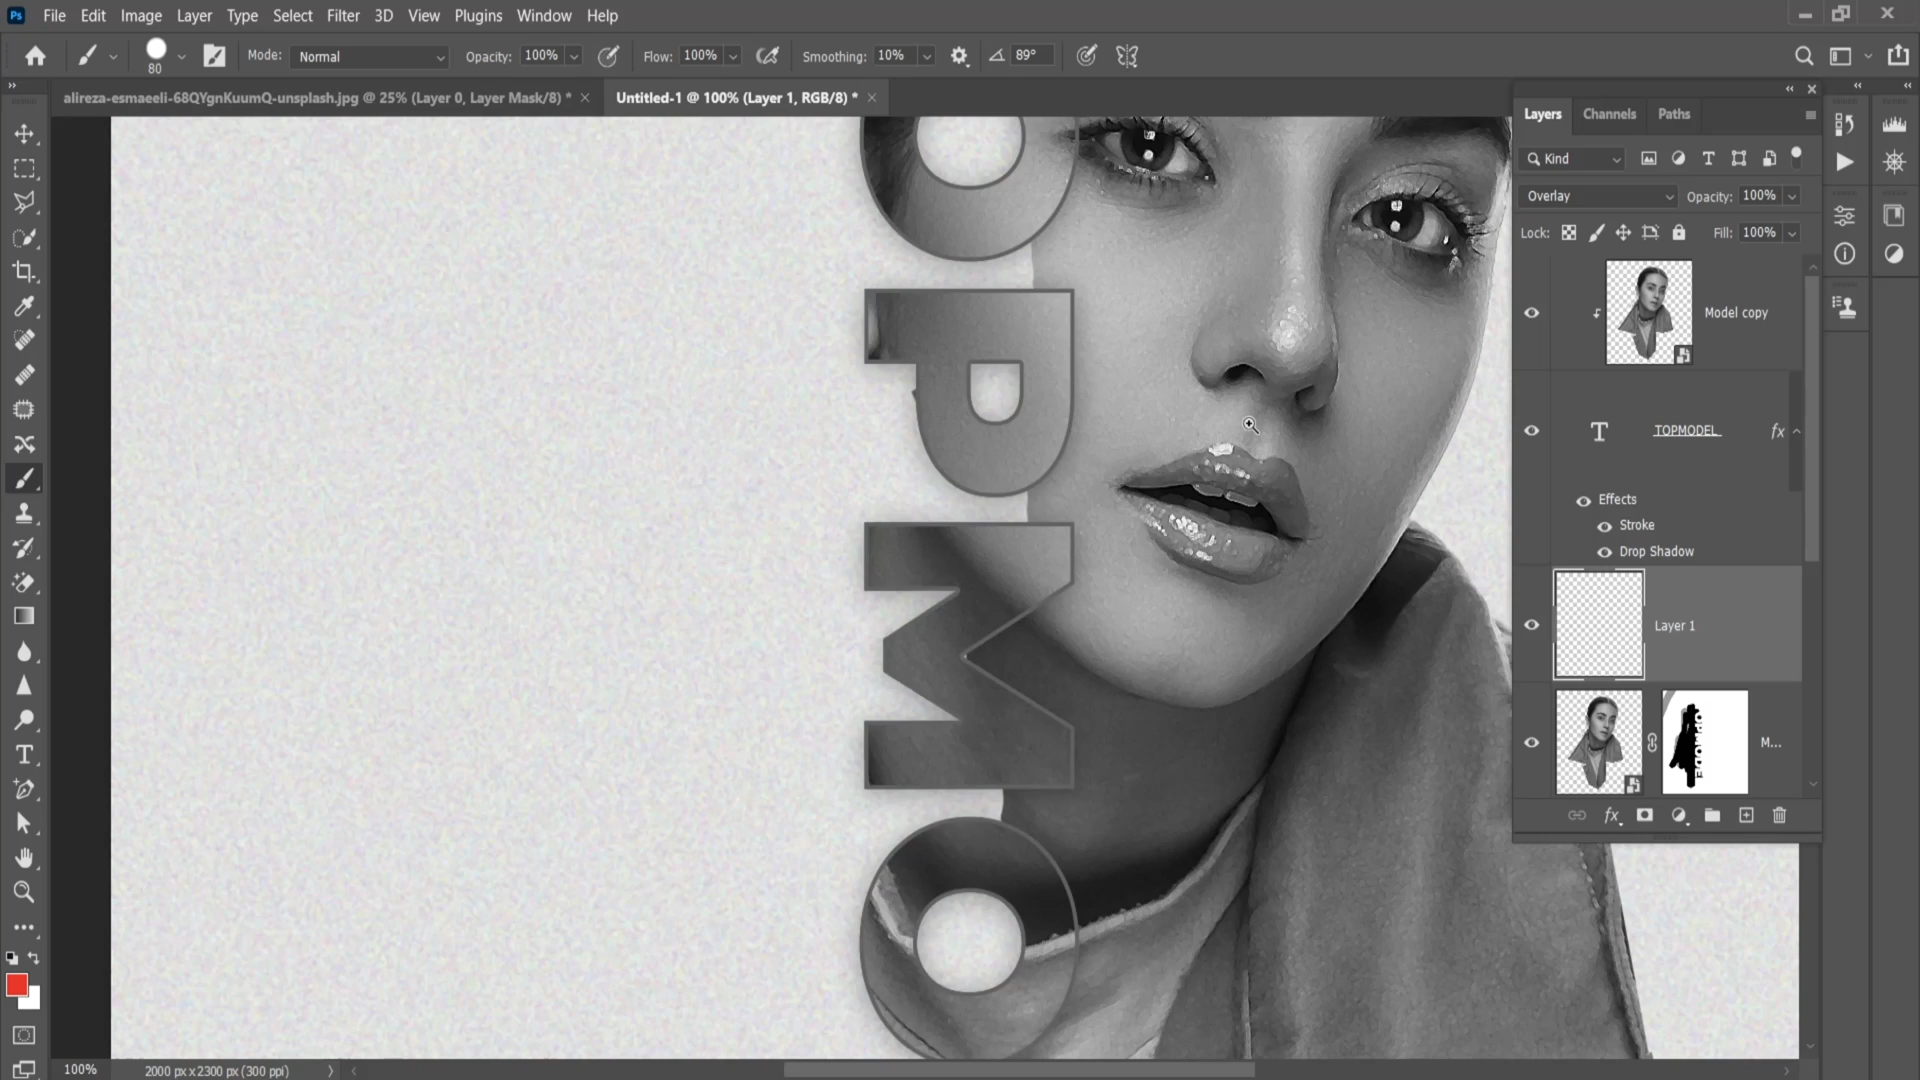 Ps File Edit Image Layer Type Select Filter 3D View Plugins Window Help
80 Mode: Normal Opacity: 100% Flow: 100% Smoothing: 10% 89°
alireza-esmaeeli-68QYgnKuumQ-unsplash.jpg @ 25% (Layer 0, Layer Mask/8) *
Untitled-1 @ 100% (Layer 1, RGB/8) *
Layers Channels Paths
Kind
Overlay Opacity: 100%
Lock: Fill: 100%
Model copy
TOPMODEL fx
Effects
Stroke
Drop Shadow
Layer 1
M...
fx
O
P
M
O
100% 2000 px x 2300 px (300 ppi)